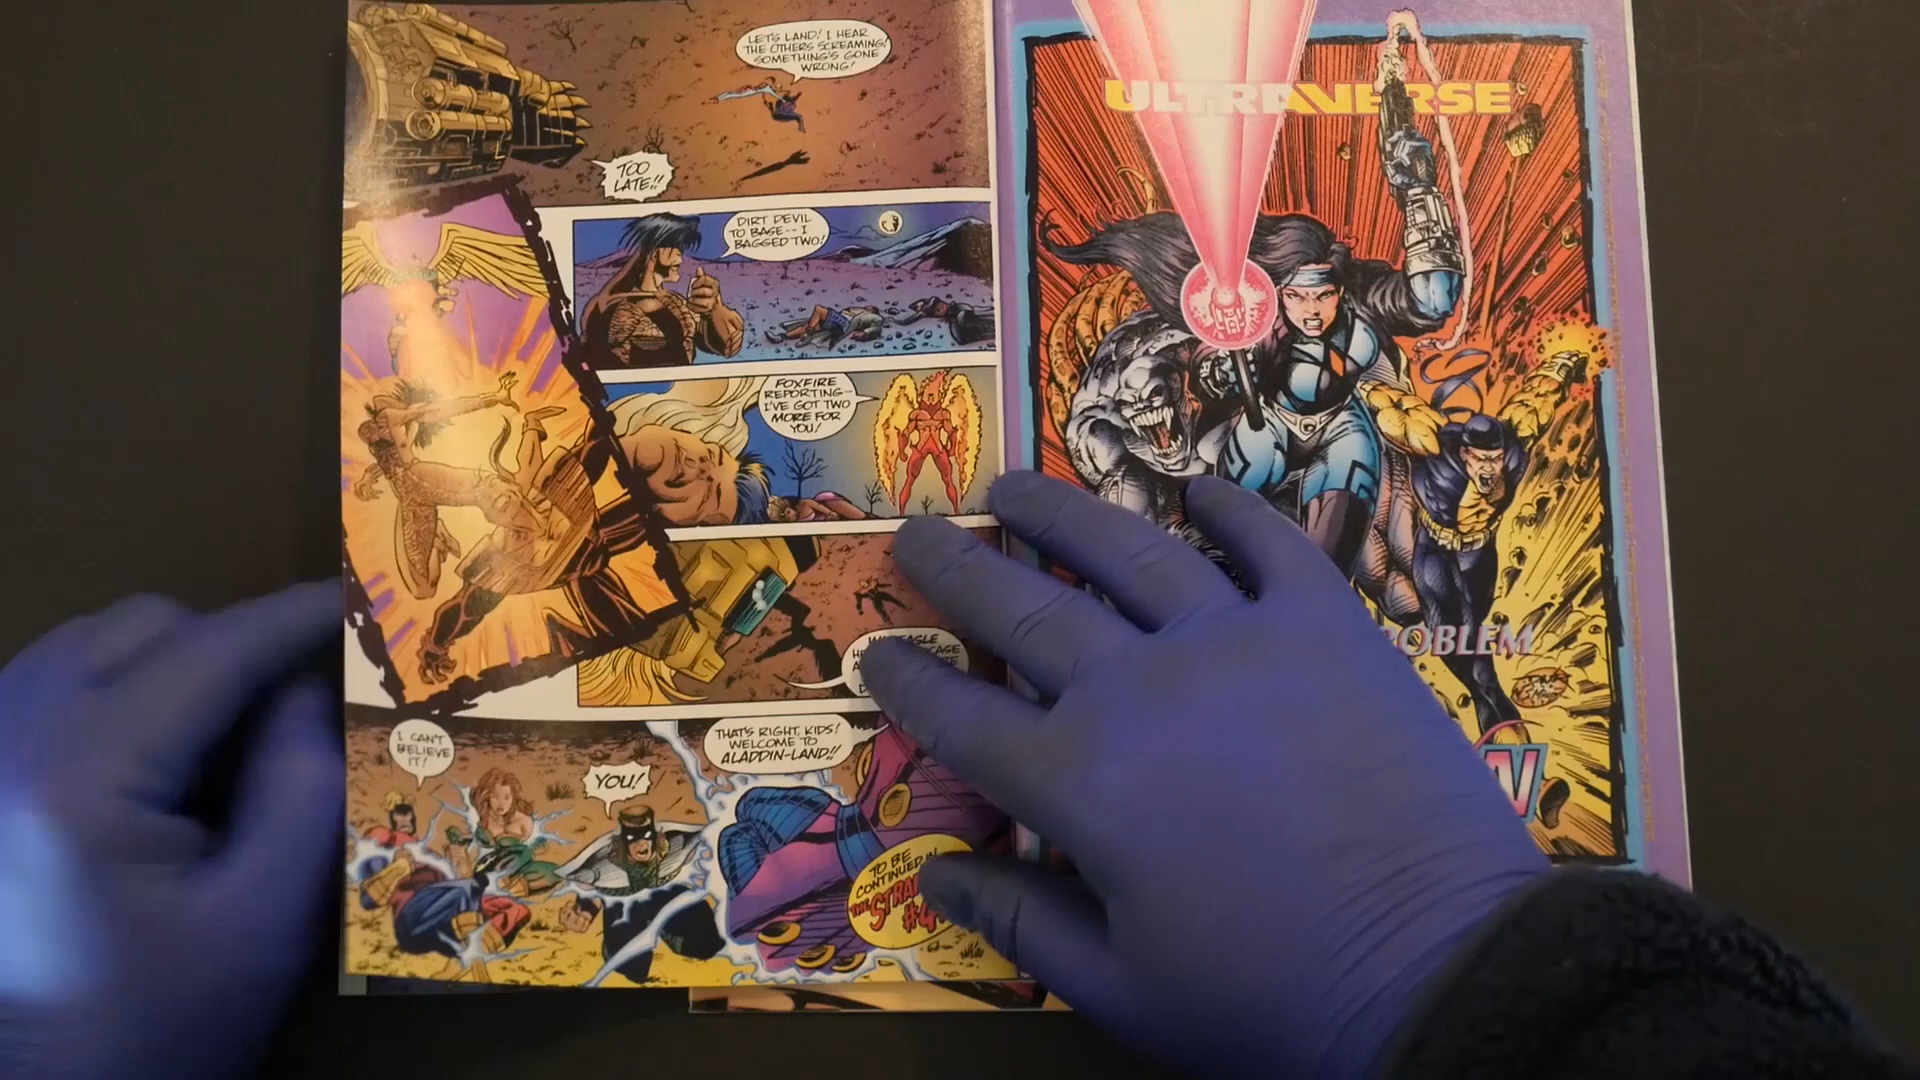 LET'S LAND! I HEAR
THE OTHERS SCREAMING!
SOMETHING'S GONE
WRONG!
TOO
LATE!!
DIRT DEVIL
TO BASE-- I
BAGGED TWO!
FOXFIRE
REPORTING--
I'VE GOT TWO
MORE FOR
YOU!
I CAN'T
BELIEVE
IT!
YOU!
THAT'S RIGHT, KIDS!
WELCOME TO
ALADDIN-LAND!!
TO BE
CONTINUED IN
THE
ULTRAVERSE